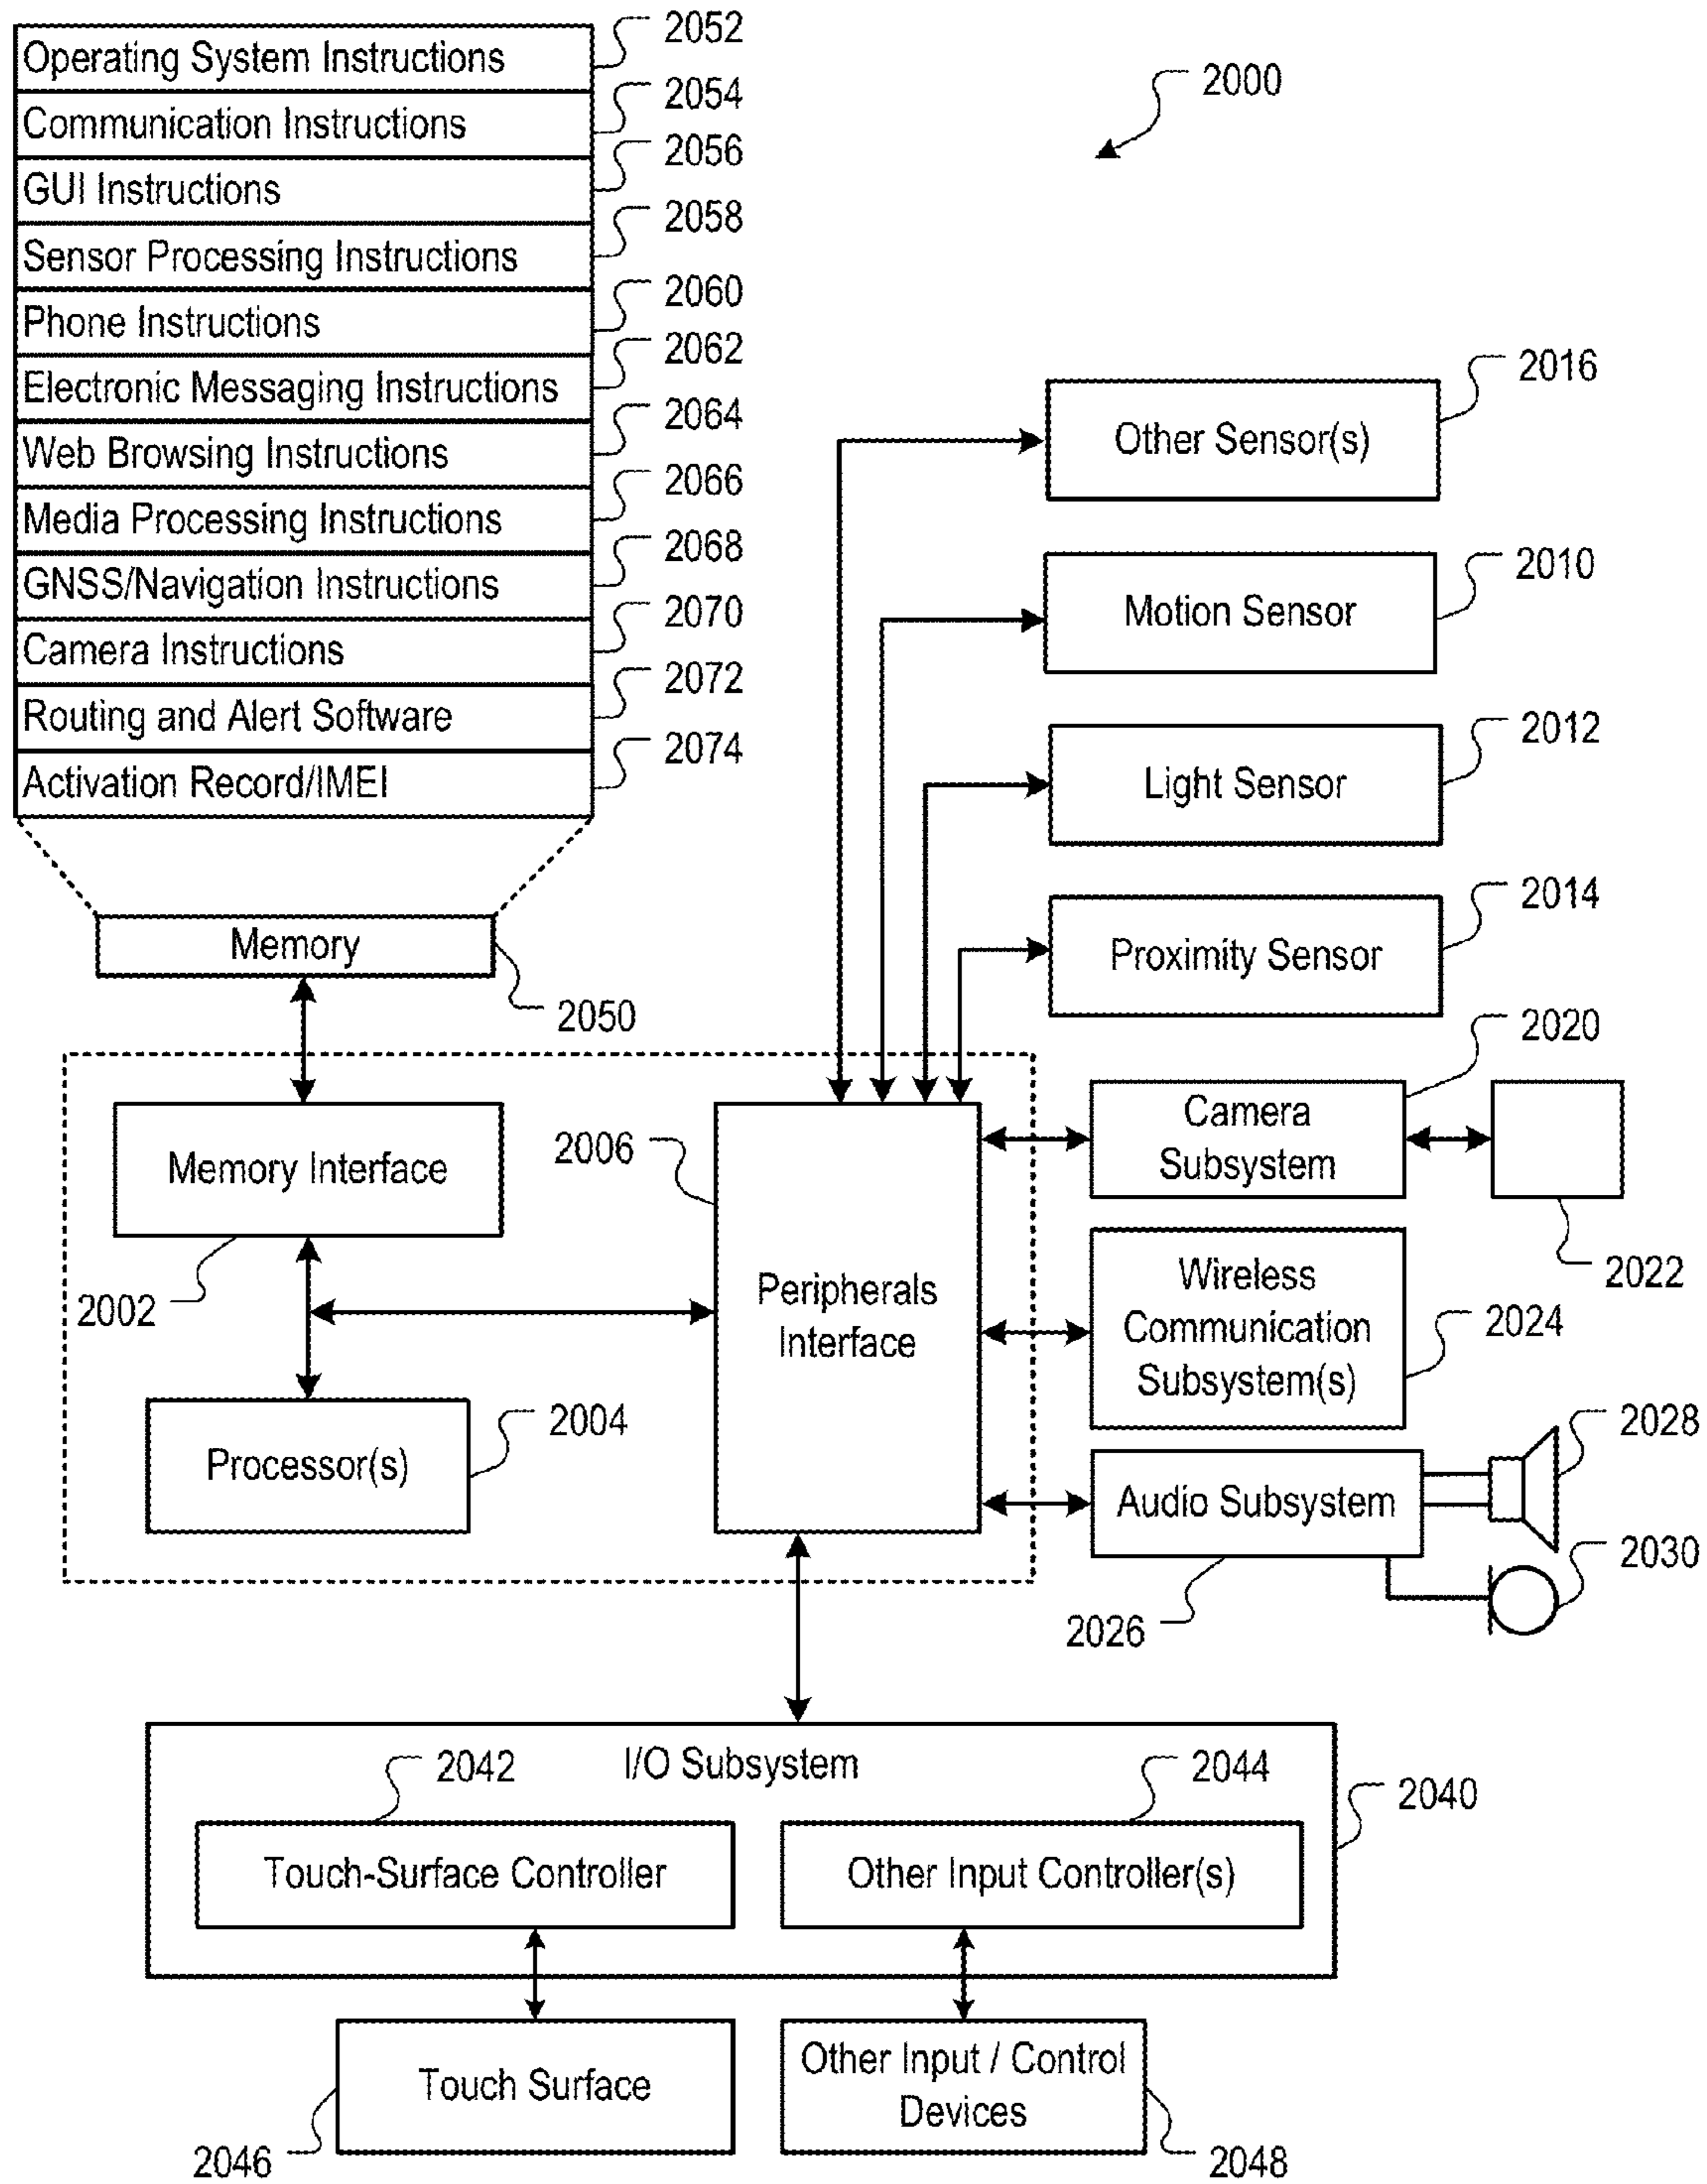 2052
Operating System Instructions
2054
Communication Instructions
2056
GUI Instructions
2058
Sensor Processing Instructions
2060
Phone Instructions
2062
Electronic Messaging Instructions
2064
Web Browsing Instructions
2066
Media Processing Instructions
2068
GNSS/Navigation Instructions
2070
Camera Instructions
2072
Routing and Alert Software
2074
Activation Record/IMEI
Memory
2050
2000
2016
Other Sensor(s)
2010
Motion Sensor
2012
Light Sensor
2014
Proximity Sensor
2020
Camera
Subsystem
2022
Memory Interface
2002
2006
Peripherals
Interface
Wireless
Communication
Subsystem(s)
2024
Processor(s)
2004
Audio Subsystem
2026
2028
2030
I/O Subsystem
2042
2044
2040
Touch-Surface Controller
Other Input Controller(s)
Touch Surface
2046
Other Input / Control
Devices
2048